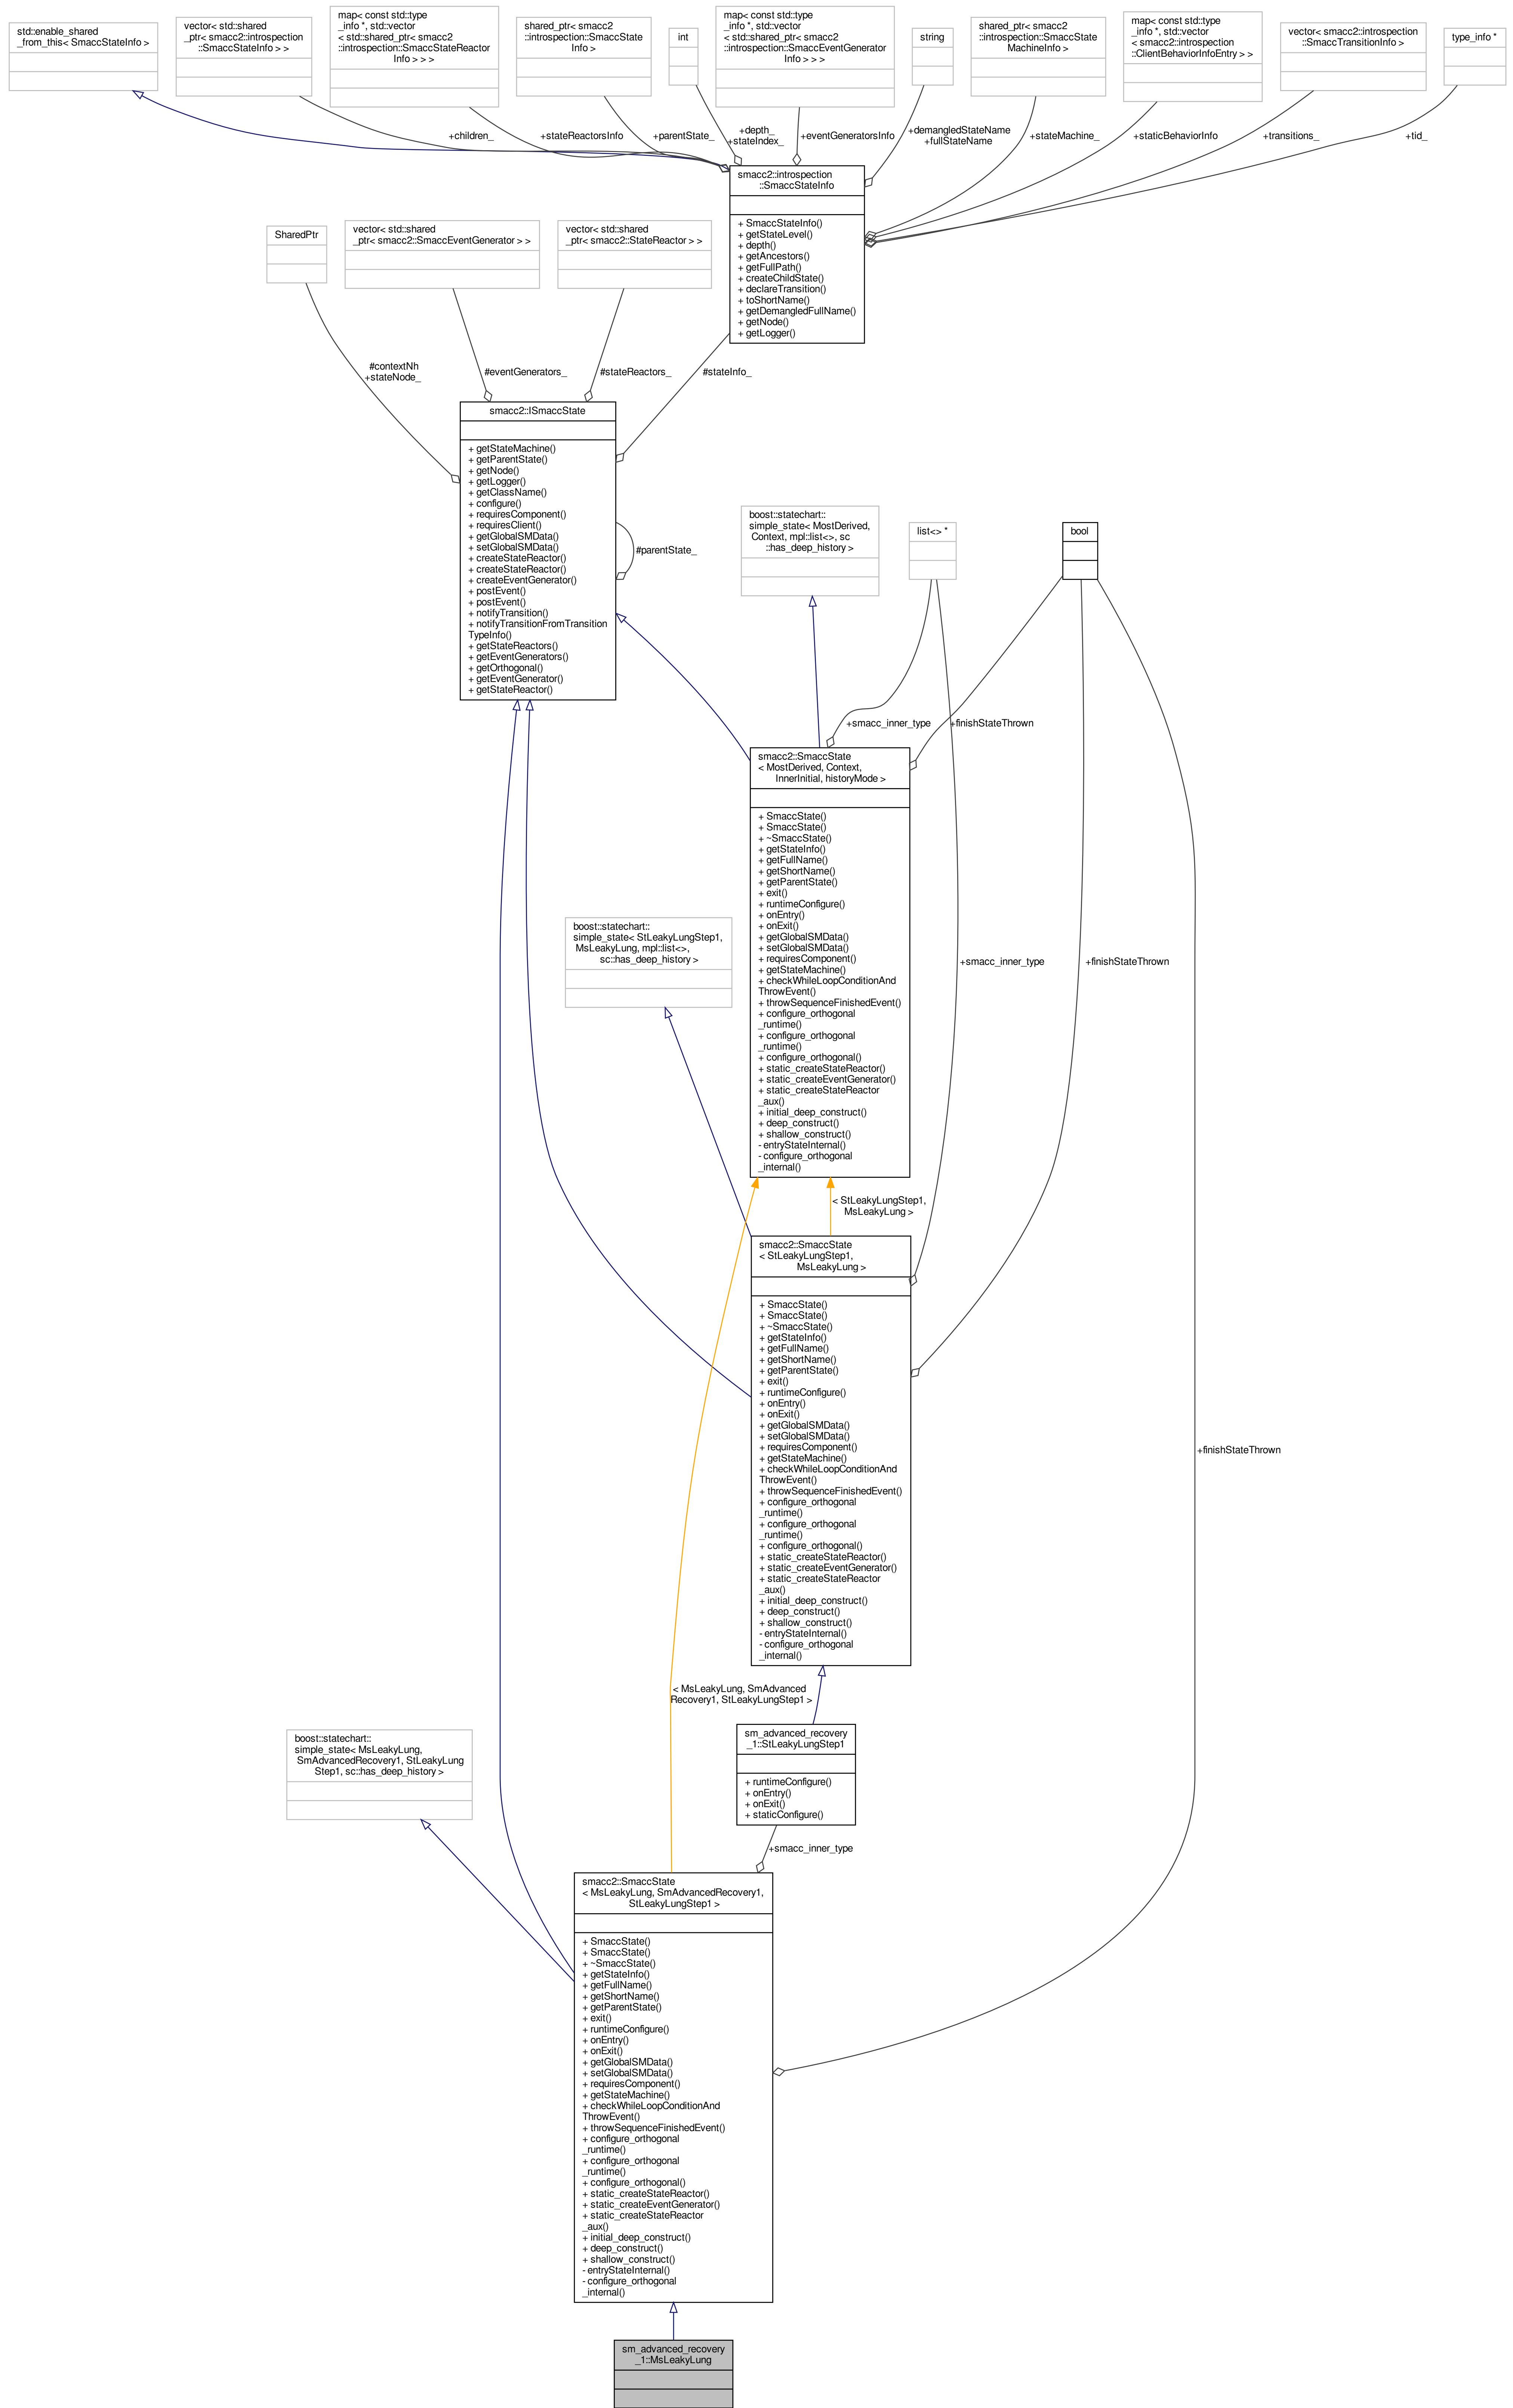 std::enable_shared
_from_this< SmaccStateInfo >
vector< std::shared
_ptr< smacc2::introspection
::SmaccStateInfo > >
map< const std::type
_info *, std::vector
< std::shared_ptr< smacc2
::introspection::SmaccStateReactor
Info > > >
shared_ptr< smacc2
::introspection::SmaccState
Info >
int
map< const std::type
_info *, std::vector
< std::shared_ptr< smacc2
::introspection::SmaccEventGenerator
Info > > >
string
shared_ptr< smacc2
::introspection::SmaccState
MachineInfo >
map< const std::type
_info *, std::vector
< smacc2::introspection
::ClientBehaviorInfoEntry > >
vector< smacc2::introspection
::SmaccTransitionInfo >
type_info *
+children_
+stateReactorsInfo
+parentState_
+depth_
+stateIndex_
+eventGeneratorsInfo
+demangledStateName
+fullStateName
+stateMachine_
+staticBehaviorInfo
+transitions_
+tid_
smacc2::introspection
::SmaccStateInfo
+ SmaccStateInfo()
+ getStateLevel()
+ depth()
+ getAncestors()
+ getFullPath()
+ createChildState()
+ declareTransition()
+ toShortName()
+ getDemangledFullName()
+ getNode()
+ getLogger()
SharedPtr
vector< std::shared
_ptr< smacc2::SmaccEventGenerator > >
vector< std::shared
_ptr< smacc2::StateReactor > >
#contextNh
+stateNode_
#eventGenerators_
#stateReactors_
#stateInfo_
smacc2::ISmaccState
+ getStateMachine()
+ getParentState()
+ getNode()
+ getLogger()
+ getClassName()
+ configure()
+ requiresComponent()
+ requiresClient()
+ getGlobalSMData()
+ setGlobalSMData()
+ createStateReactor()
+ createStateReactor()
+ createEventGenerator()
+ postEvent()
+ postEvent()
+ notifyTransition()
+ notifyTransitionFromTransition
TypeInfo()
+ getStateReactors()
+ getEventGenerators()
+ getOrthogonal()
+ getEventGenerator()
+ getStateReactor()
#parentState_
boost::statechart::
simple_state< MostDerived,
Context, mpl::list<>, sc
::has_deep_history >
list<> *
bool
+smacc_inner_type
+finishStateThrown
smacc2::SmaccState
< MostDerived, Context,
InnerInitial, historyMode >
+ SmaccState()
+ SmaccState()
+ ~SmaccState()
+ getStateInfo()
+ getFullName()
+ getShortName()
+ getParentState()
+ exit()
+ runtimeConfigure()
+ onEntry()
+ onExit()
+ getGlobalSMData()
+ setGlobalSMData()
+ requiresComponent()
+ getStateMachine()
+ checkWhileLoopConditionAnd
ThrowEvent()
+ throwSequenceFinishedEvent()
+ configure_orthogonal
_runtime()
+ configure_orthogonal
_runtime()
+ configure_orthogonal()
+ static_createStateReactor()
+ static_createEventGenerator()
+ static_createStateReactor
_aux()
+ initial_deep_construct()
+ deep_construct()
+ shallow_construct()
- entryStateInternal()
- configure_orthogonal
_internal()
boost::statechart::
simple_state< StLeakyLungStep1,
MsLeakyLung, mpl::list<>,
sc::has_deep_history >
+smacc_inner_type
+finishStateThrown
< StLeakyLungStep1,
MsLeakyLung >
smacc2::SmaccState
< StLeakyLungStep1,
MsLeakyLung >
+ SmaccState()
+ SmaccState()
+ ~SmaccState()
+ getStateInfo()
+ getFullName()
+ getShortName()
+ getParentState()
+ exit()
+ runtimeConfigure()
+ onEntry()
+ onExit()
+ getGlobalSMData()
+ setGlobalSMData()
+ requiresComponent()
+ getStateMachine()
+ checkWhileLoopConditionAnd
ThrowEvent()
+ throwSequenceFinishedEvent()
+ configure_orthogonal
_runtime()
+ configure_orthogonal
_runtime()
+ configure_orthogonal()
+ static_createStateReactor()
+ static_createEventGenerator()
+ static_createStateReactor
_aux()
+ initial_deep_construct()
+ deep_construct()
+ shallow_construct()
- entryStateInternal()
- configure_orthogonal
_internal()
+finishStateThrown
< MsLeakyLung, SmAdvanced
Recovery1, StLeakyLungStep1 >
boost::statechart::
simple_state< MsLeakyLung,
SmAdvancedRecovery1, StLeakyLung
Step1, sc::has_deep_history >
sm_advanced_recovery
_1::StLeakyLungStep1
+ runtimeConfigure()
+ onEntry()
+ onExit()
+ staticConfigure()
+smacc_inner_type
smacc2::SmaccState
< MsLeakyLung, SmAdvancedRecovery1,
StLeakyLungStep1 >
+ SmaccState()
+ SmaccState()
+ ~SmaccState()
+ getStateInfo()
+ getFullName()
+ getShortName()
+ getParentState()
+ exit()
+ runtimeConfigure()
+ onEntry()
+ onExit()
+ getGlobalSMData()
+ setGlobalSMData()
+ requiresComponent()
+ getStateMachine()
+ checkWhileLoopConditionAnd
ThrowEvent()
+ throwSequenceFinishedEvent()
+ configure_orthogonal
_runtime()
+ configure_orthogonal
_runtime()
+ configure_orthogonal()
+ static_createStateReactor()
+ static_createEventGenerator()
+ static_createStateReactor
_aux()
+ initial_deep_construct()
+ deep_construct()
+ shallow_construct()
- entryStateInternal()
- configure_orthogonal
_internal()
sm_advanced_recovery
_1::MsLeakyLung